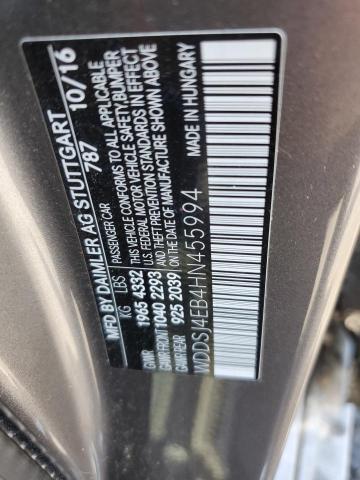 MFD BY DAIMLER AG STUTTGART 10/16
PASSENGER CAR 787
KG LBS THIS VEHICLE CONFORMS TO ALL APPLICABLE
GVWR 1965 4332 U.S. FEDERAL MOTOR VEHICLE SAFETY/BUMPER
GAWR-FRONT 1040 2293 AND THEFT PREVENTION STANDARDS IN EFFECT
GAWR-REAR 925 2039 ON THE DATE OF MANUFACTURE SHOWN ABOVE
WDDSJ4EB4HN455994 MADE IN HUNGARY